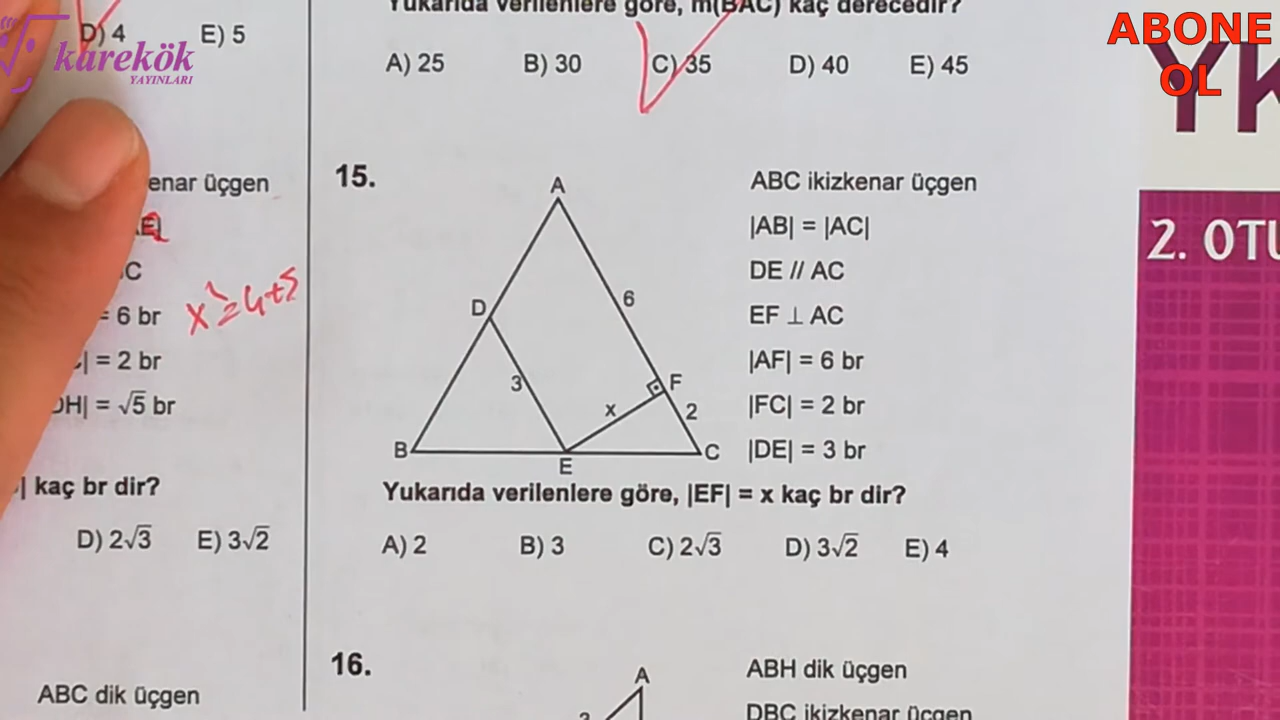 D) 4 E) 5
karekök
YAYINLARI
enar üçgen
C
= 6 br
x²=4+5
| = 2 br
DH| = √5 br
| kaç br dir?
D) 2√3 E) 3√2
ABC dik üçgen
Yukarıda verilenlere göre, m(BAC) kaç derecedir?
A) 25 B) 30 C) 35 D) 40 E) 45
15.
A
D
6
3
F
x
2
B
E
C
ABC ikizkenar üçgen
|AB| = |AC|
DE // AC
EF ⊥ AC
|AF| = 6 br
|FC| = 2 br
|DE| = 3 br
Yukarıda verilenlere göre, |EF| = x kaç br dir?
A) 2 B) 3 C) 2√3 D) 3√2 E) 4
16.
A
ABH dik üçgen
DBC ikizkenar üçgen
ABONE
OL
YK
2. OTU